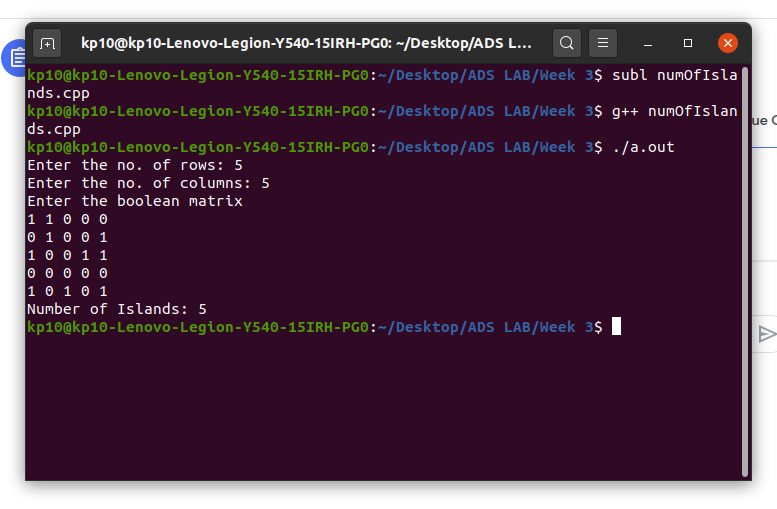 kp10@kp10-Lenovo-Legion-Y540-15IRH-PG0: ~/Desktop/ADS L...
kp10@kp10-Lenovo-Legion-Y540-15IRH-PG0:~/Desktop/ADS LAB/Week 3$ subl numOfIsla
nds.cpp
kp10@kp10-Lenovo-Legion-Y540-15IRH-PG0:~/Desktop/ADS LAB/Week 3$ g++ numOfIslan
ds.cpp
kp10@kp10-Lenovo-Legion-Y540-15IRH-PG0:~/Desktop/ADS LAB/Week 3$ ./a.out
Enter the no. of rows: 5
Enter the no. of columns: 5
Enter the boolean matrix
1 1 0 0 0
0 1 0 0 1
1 0 0 1 1
0 0 0 0 0
1 0 1 0 1
Number of Islands: 5
kp10@kp10-Lenovo-Legion-Y540-15IRH-PG0:~/Desktop/ADS LAB/Week 3$